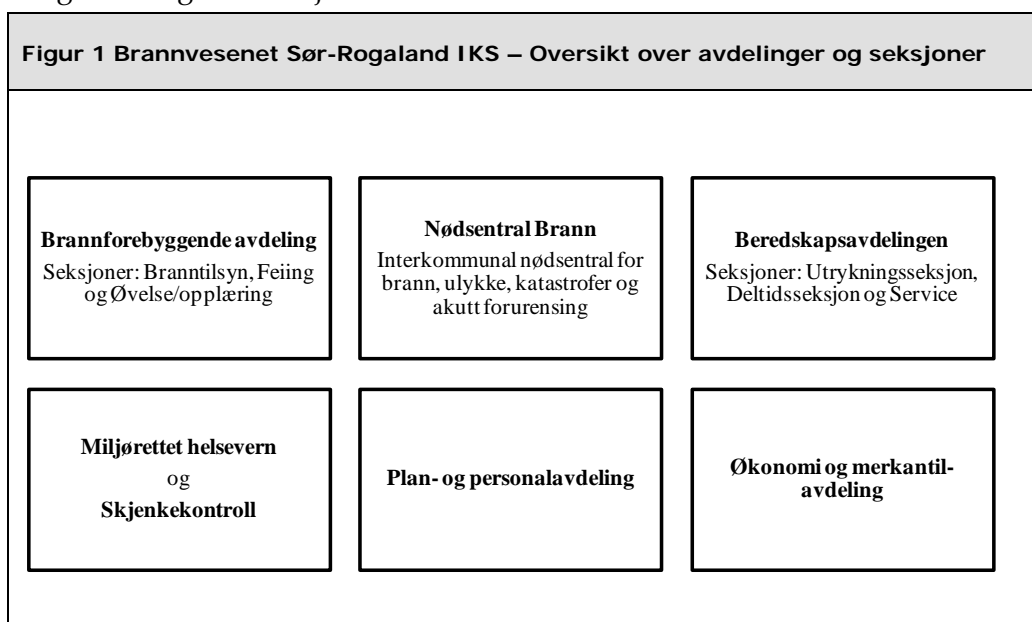 Figur 1 Brannvesenet Sør-Rogaland IKS – Oversikt over avdelinger og seksjoner
Brannforebyggende avdeling
Seksjoner: Branntilsyn, Feiing
og Øvelse/opplæring
Nødsentral Brann
Interkommunal nødsentral for
brann, ulykke, katastrofer og
akutt forurensing
Beredskapsavdelingen
Seksjoner: Utrykningsseksjon,
Deltidsseksjon og Service
Miljørettet helsevern
og
Skjenkekontroll
Plan- og personalavdeling
Økonomi og merkantil-
avdeling